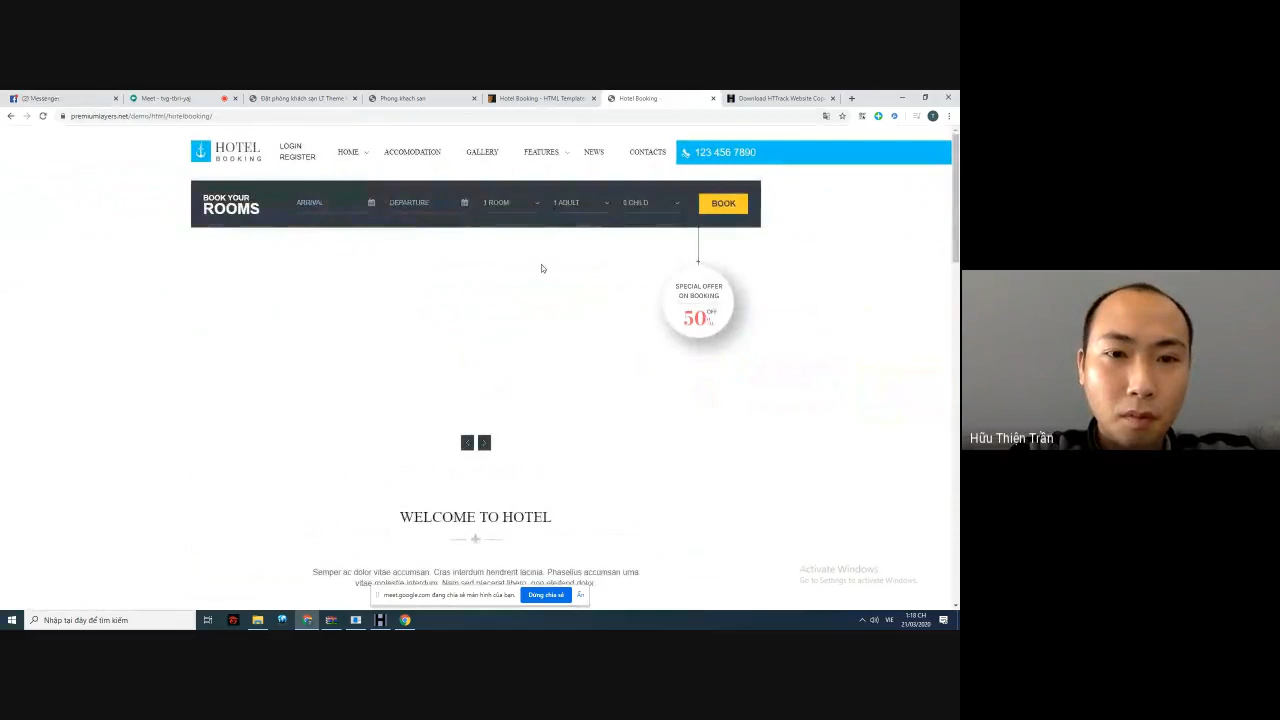 (2) Messenger
Meet - tvg-tbri-yaj
Đặt phòng khách sạn LT Theme
Phong khach san
Hotel Booking - HTML Template
Hotel Booking -
Download HTTrack Website Cop
premiumlayers.net/demo/html/hotelbooking/
HOTEL
BOOKING
LOGIN
REGISTER
HOME
ACCOMODATION
GALLERY
FEATURES
NEWS
CONTACTS
123 456 7890
BOOK YOUR
ROOMS
ARRIVAL
DEPARTURE
1 ROOM
1 ADULT
0 CHILD
BOOK
SPECIAL OFFER
ON BOOKING
50% OFF
WELCOME TO HOTEL
Semper ac dolor vitae accumsan. Cras interdum hendrerit lacinia. Phasellus accumsan urna
vitae molestie interdum. Nam sed placerat libero, non eleifend dolor.
meet.google.com đang chia sẻ màn hình của bạn.
Dừng chia sẻ
Ẩn
Activate Windows
Go to Settings to activate Windows.
Nhập tại đây để tìm kiếm
VIE
1:18 CH
21/03/2020
Hữu Thiện Trần